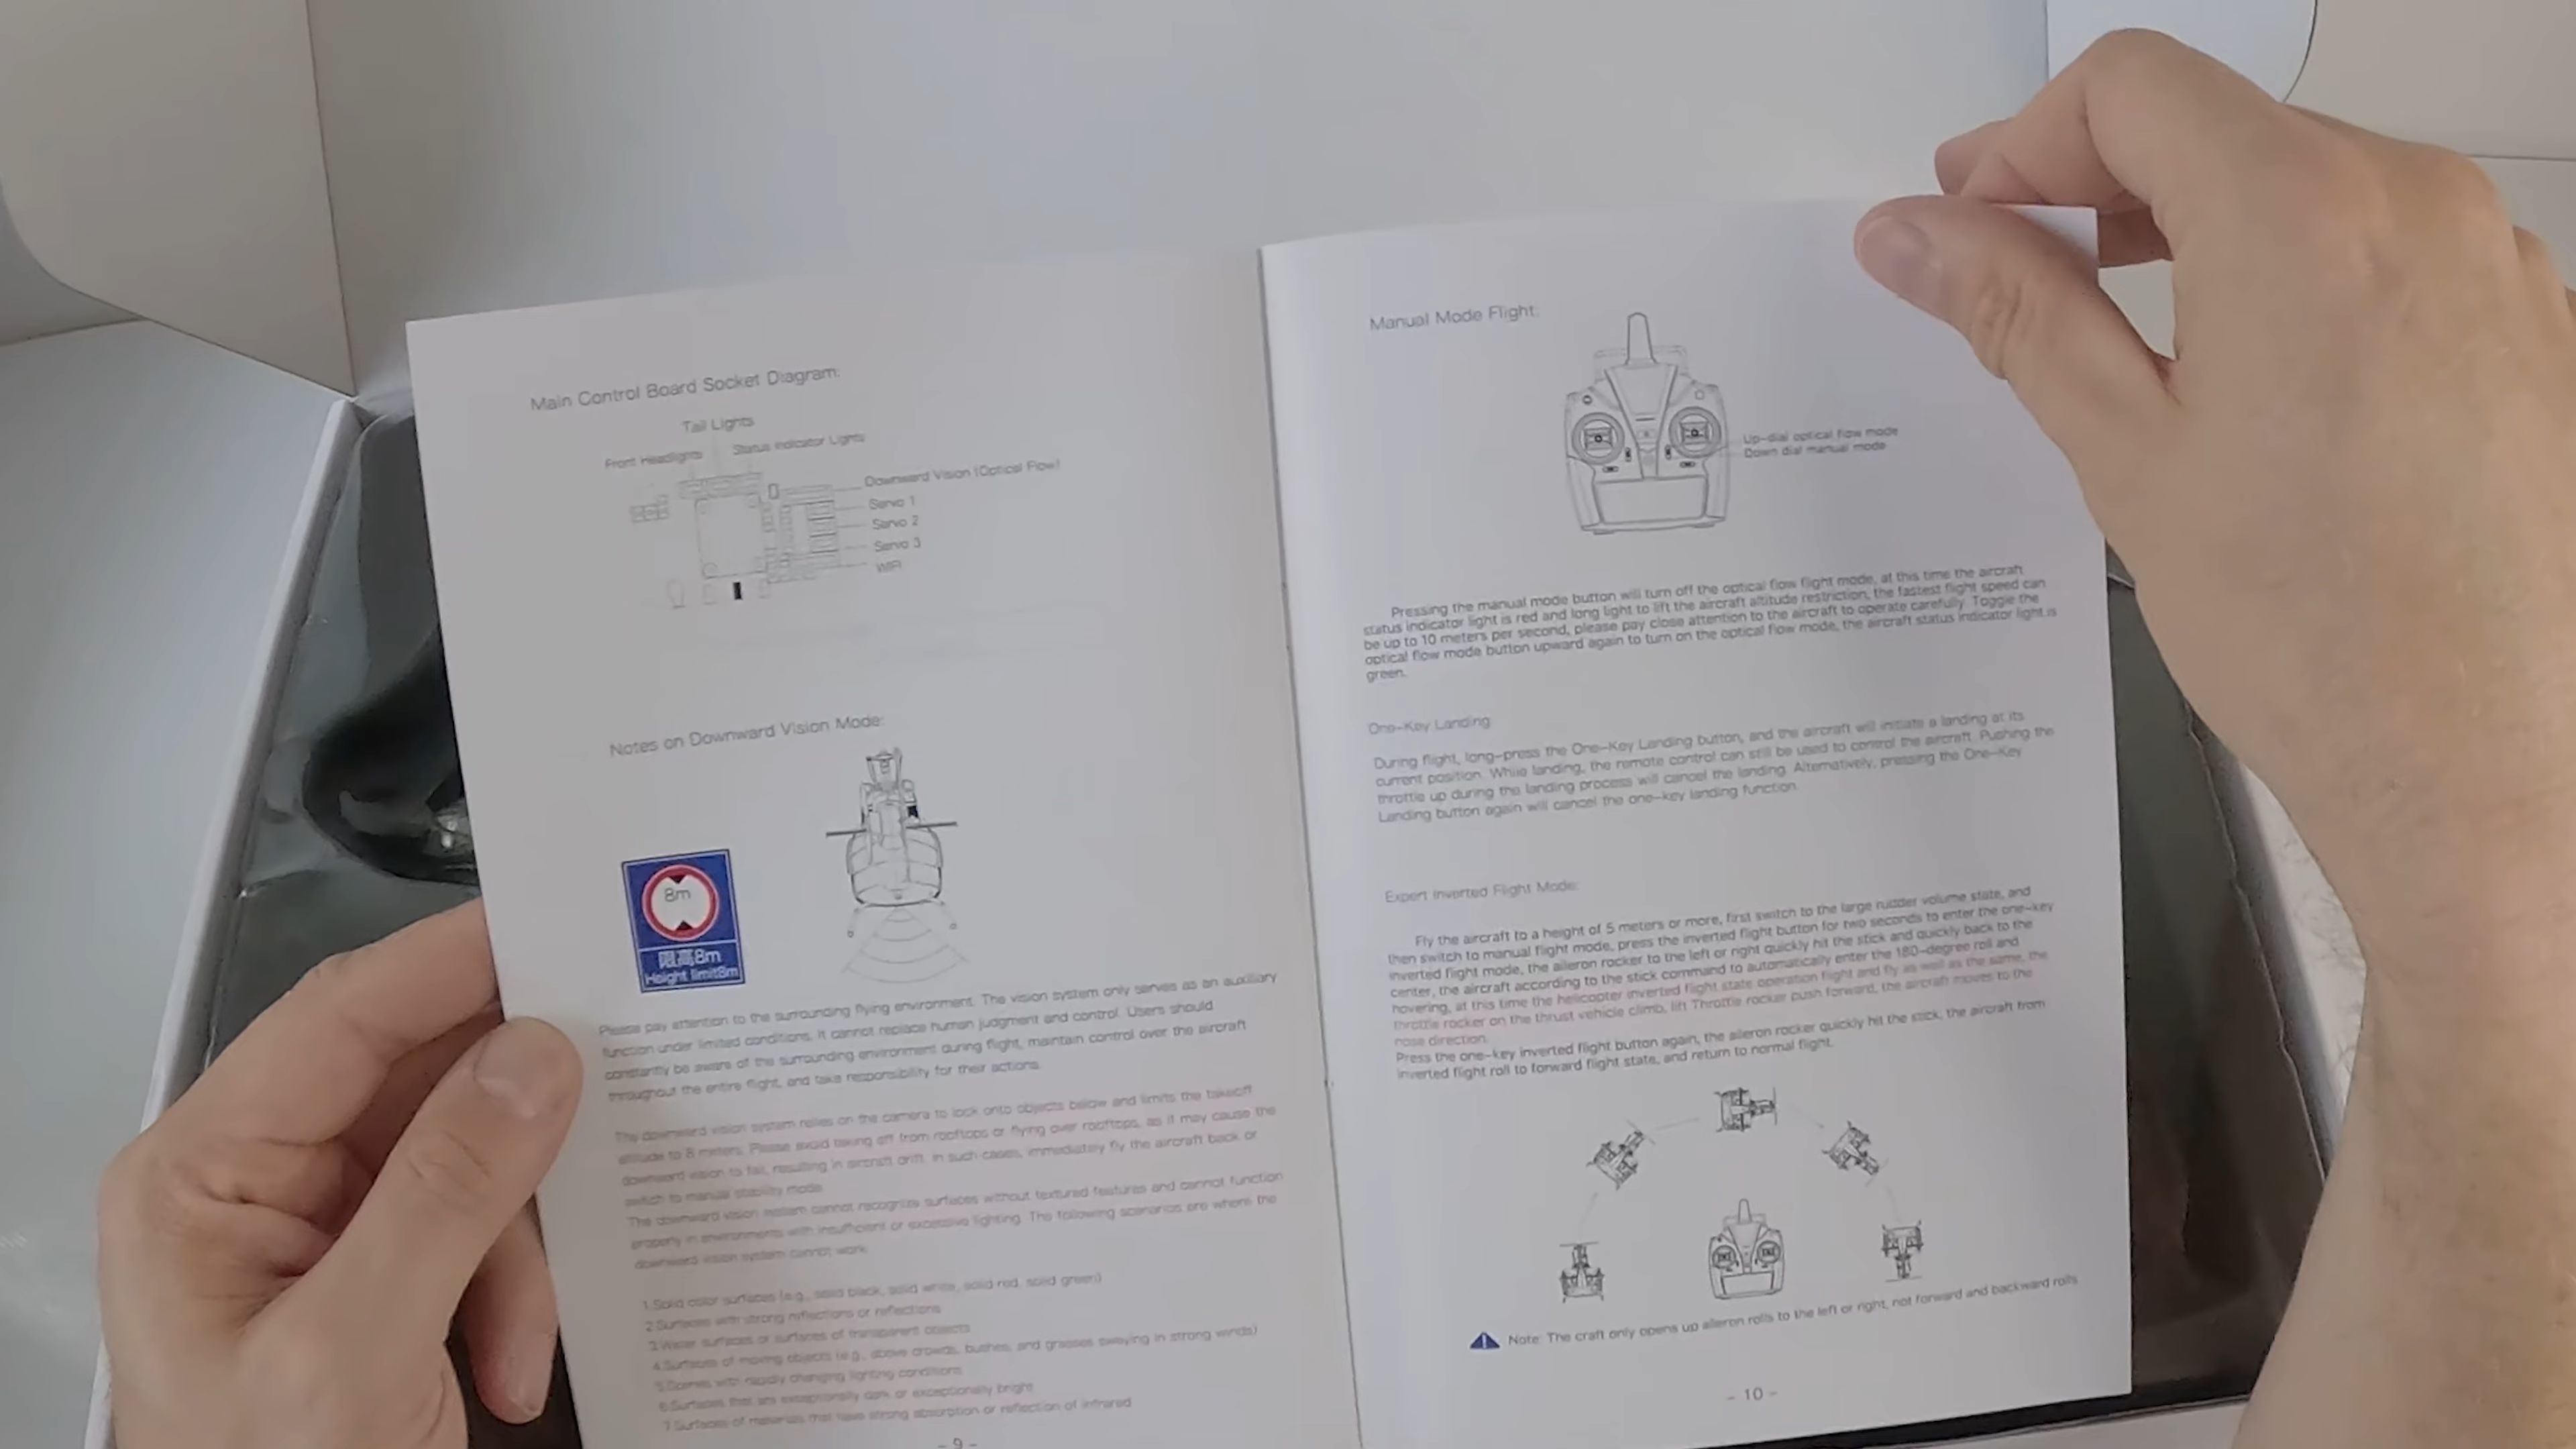 Main Control Board Socket Diagram:
Tail Lights
Front Headlights
Status Indicator Lights
Downward Vision (Optical Flow)
Servo 1
Servo 2
Servo 3
WIFI
Notes on Downward Vision Mode:
8m
限高8m
Height limit8m
Please pay attention to the surrounding flying environment. The vision system only serves as an auxiliary
function under limited conditions. It cannot replace human judgment and control. Users should
constantly be aware of the surrounding environment during flight, maintain control over the aircraft
throughout the entire flight, and take responsibility for their actions.
The downward vision system relies on the camera to lock onto objects below and limits the takeoff
altitude to 8 meters. Please avoid taking off from rooftops or flying over rooftops, as it may cause the
downward vision to fail, resulting in aircraft drift. In such cases, immediately fly the aircraft back or
switch to manual stability mode.
The downward vision system cannot recognize surfaces without textured features and cannot function
properly in environments with insufficient or excessive lighting. The following scenarios are where the
downward vision system cannot work:
1.Solid color surfaces (e.g., solid black, solid white, solid red, solid green)
2.Surfaces with strong reflections or reflections
3.Water surfaces or surfaces of transparent objects
4.Surfaces of moving objects (e.g., above crowds, bushes, and grasses swaying in strong winds)
5.Scenes with rapidly changing lighting conditions
6.Surfaces that are exceptionally dark or exceptionally bright
7.Surfaces of materials that have strong absorption or reflection of infrared
- 9 -
Manual Mode Flight:
Up-dial optical flow mode
Down dial manual mode
Pressing the manual mode button will turn off the optical flow flight mode, at this time the aircraft
status indicator light is red and long light to lift the aircraft altitude restriction, the fastest flight speed can
be up to 10 meters per second, please pay close attention to the aircraft to operate carefully. Toggle the
optical flow mode button upward again to turn on the optical flow mode, the aircraft status indicator light is
green.
One-Key Landing
During flight, long-press the One-Key Landing button, and the aircraft will initiate a landing at its
current position. While landing, the remote control can still be used to control the aircraft. Pushing the
throttle up during the landing process will cancel the landing. Alternatively, pressing the One-Key
Landing button again will cancel the one-key landing function.
Expert Inverted Flight Mode:
Fly the aircraft to a height of 5 meters or more, first switch to the large rudder volume state, and
then switch to manual flight mode, press the inverted flight button for two seconds to enter the one-key
inverted flight mode, the aileron rocker to the left or right quickly hit the stick and quickly back to the
center, the aircraft according to the stick command to automatically enter the 180-degree roll and
hovering, at this time the helicopter inverted flight state operation flight and fly as well as the same, the
throttle rocker on the thrust vehicle climb, lift Throttle rocker push forward, the aircraft moves to the
nose direction.
Press the one-key inverted flight button again, the aileron rocker quickly hit the stick, the aircraft from
inverted flight roll to forward flight state, and return to normal flight.
Note: The craft only opens up aileron rolls to the left or right, not forward and backward rolls
- 10 -